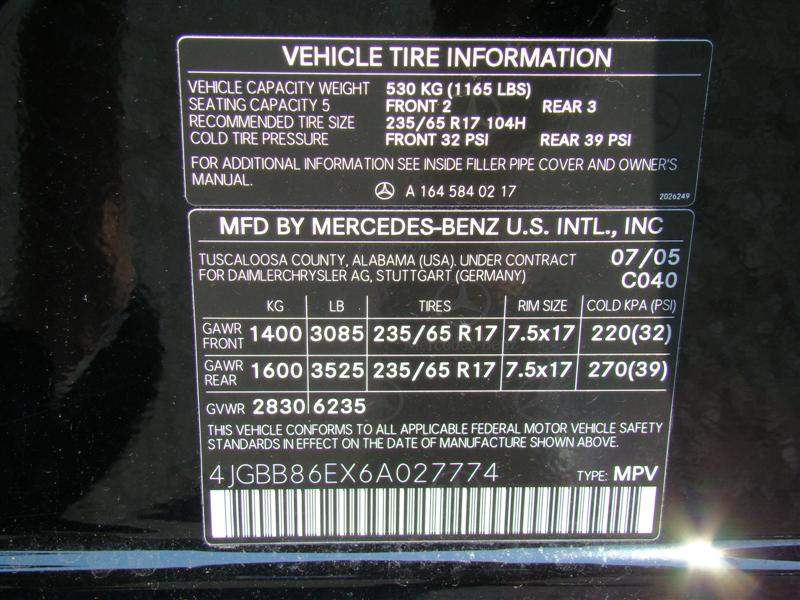 VEHICLE TIRE INFORMATION
VEHICLE CAPACITY WEIGHT 530 KG (1165 LBS)
SEATING CAPACITY 5 FRONT 2 REAR 3
RECOMMENDED TIRE SIZE 235/65 R17 104H
COLD TIRE PRESSURE FRONT 32 PSI REAR 39 PSI
FOR ADDITIONAL INFORMATION SEE INSIDE FILLER PIPE COVER AND OWNER'S
MANUAL.
A 164 584 02 17 2026249
MFD BY MERCEDES-BENZ U.S. INTL., INC
TUSCALOOSA COUNTY, ALABAMA (USA). UNDER CONTRACT 07/05
FOR DAIMLERCHRYSLER AG, STUTTGART (GERMANY) C040
KG LB TIRES RIM SIZE COLD KPA (PSI)
GAWR FRONT 1400 3085 235/65 R17 7.5x17 220(32)
GAWR REAR 1600 3525 235/65 R17 7.5x17 270(39)
GVWR 2830 6235
THIS VEHICLE CONFORMS TO ALL APPLICABLE FEDERAL MOTOR VEHICLE SAFETY
STANDARDS IN EFFECT ON THE DATE OF MANUFACTURE SHOWN ABOVE.
4JGBB86EX6A027774 TYPE: MPV